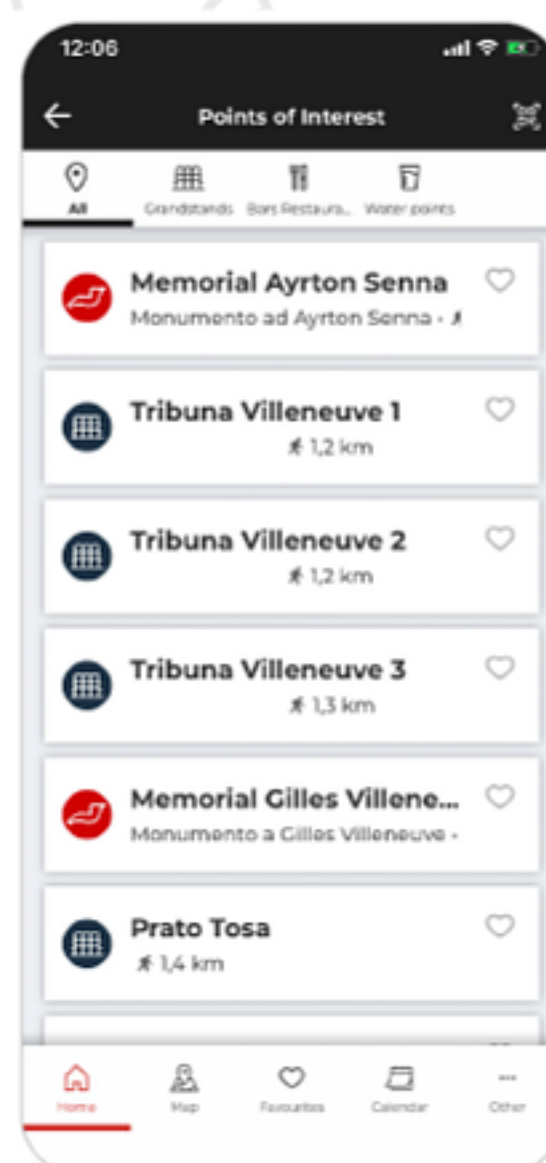 12:06
Points of Interest
All Grandstands Bars Restaura... Water points
Memorial Ayrton Senna
Monumento ad Ayrton Senna •
Tribuna Villeneuve 1
1,2 km
Tribuna Villeneuve 2
1,2 km
Tribuna Villeneuve 3
1,3 km
Memorial Gilles Villene...
Monumento a Gilles Villeneuve •
Prato Tosa
1,4 km
Home Map Favourites Calendar Other